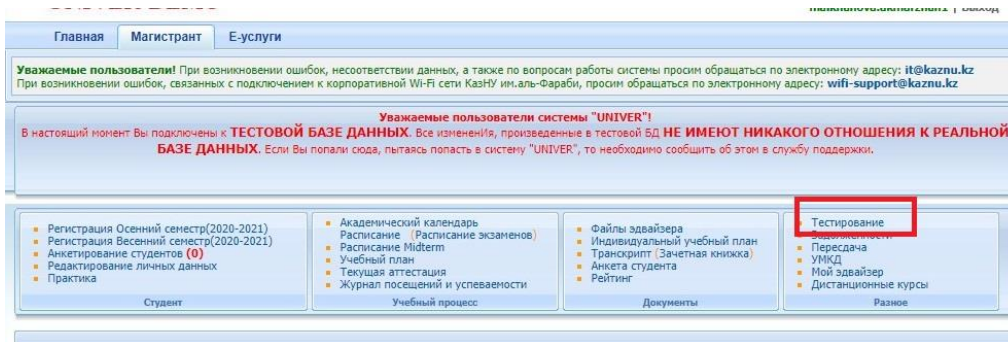 Главная Магистрант Е-услуги
Уважаемые пользователи! При возникновении ошибок, несоответствии данных, а также по вопросам работы системы просим обращаться по электронному адресу: it@kaznu.kz
При возникновении ошибок, связанных с подключением к корпоративной Wi-Fi сети КазНУ им.аль-Фараби, просим обращаться по электронному адресу: wifi-support@kaznu.kz
Уважаемые пользователи системы "UNIVER"!
В настоящий момент Вы подключены к ТЕСТОВОЙ БАЗЕ ДАННЫХ. Все изменения, произведенные в тестовой БД НЕ ИМЕЮТ НИКАКОГО ОТНОШЕНИЯ К РЕАЛЬНОЙ
БАЗЕ ДАННЫХ. Если Вы попали сюда, пытаясь попасть в систему "UNIVER", то необходимо сообщить об этом в службу поддержки.
Регистрация Осенний семестр(2020-2021)
Регистрация Весенний семестр(2020-2021)
Анкетирование студентов (0)
Редактирование личных данных
Практика
Студент
Академический календарь
Расписание (Расписание экзаменов)
Расписание Midterm
Учебный план
Текущая аттестация
Журнал посещений и успеваемости
Учебный процесс
Файлы эдвайзера
Индивидуальный учебный план
Транскрипт (Зачетная книжка)
Анкета студента
Рейтинг
Документы
Тестирование
Задолженности
Пересдача
УМКД
Мой эдвайзер
Дистанционные курсы
Разное